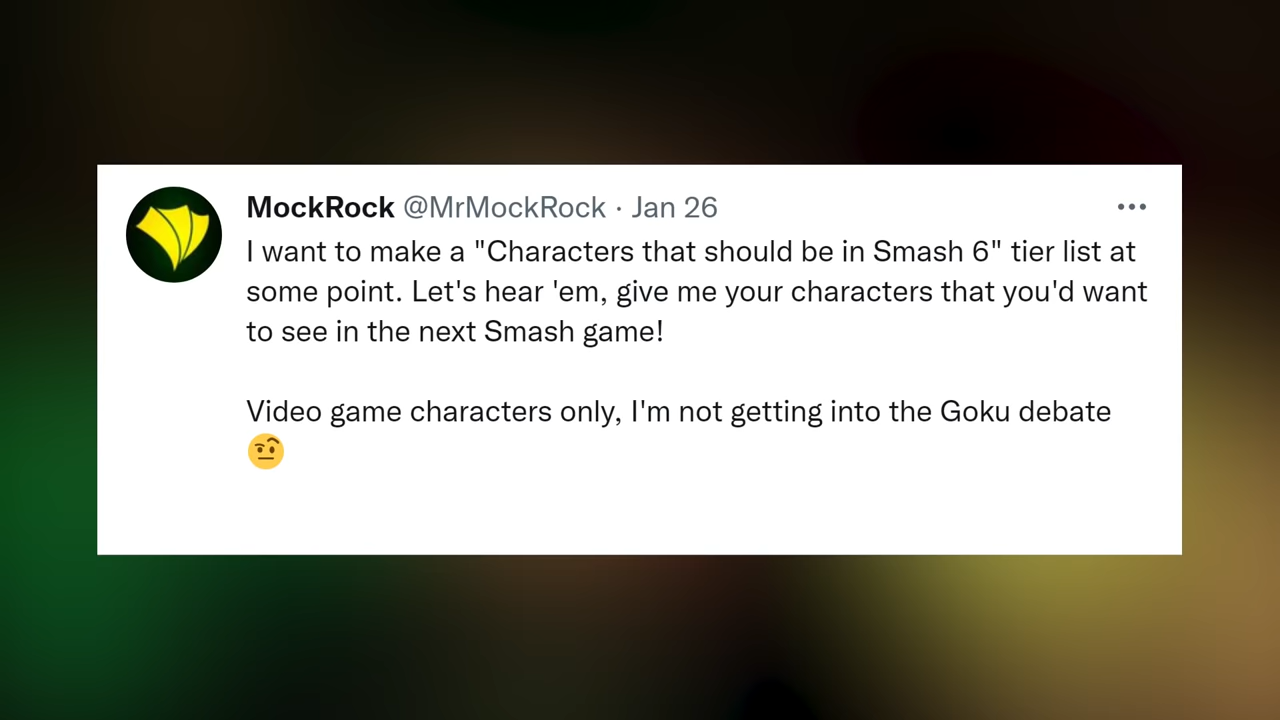 MockRock @MrMockRock · Jan 26
I want to make a "Characters that should be in Smash 6" tier list at
some point. Let's hear 'em, give me your characters that you'd want
to see in the next Smash game!
Video game characters only, I'm not getting into the Goku debate
🤨